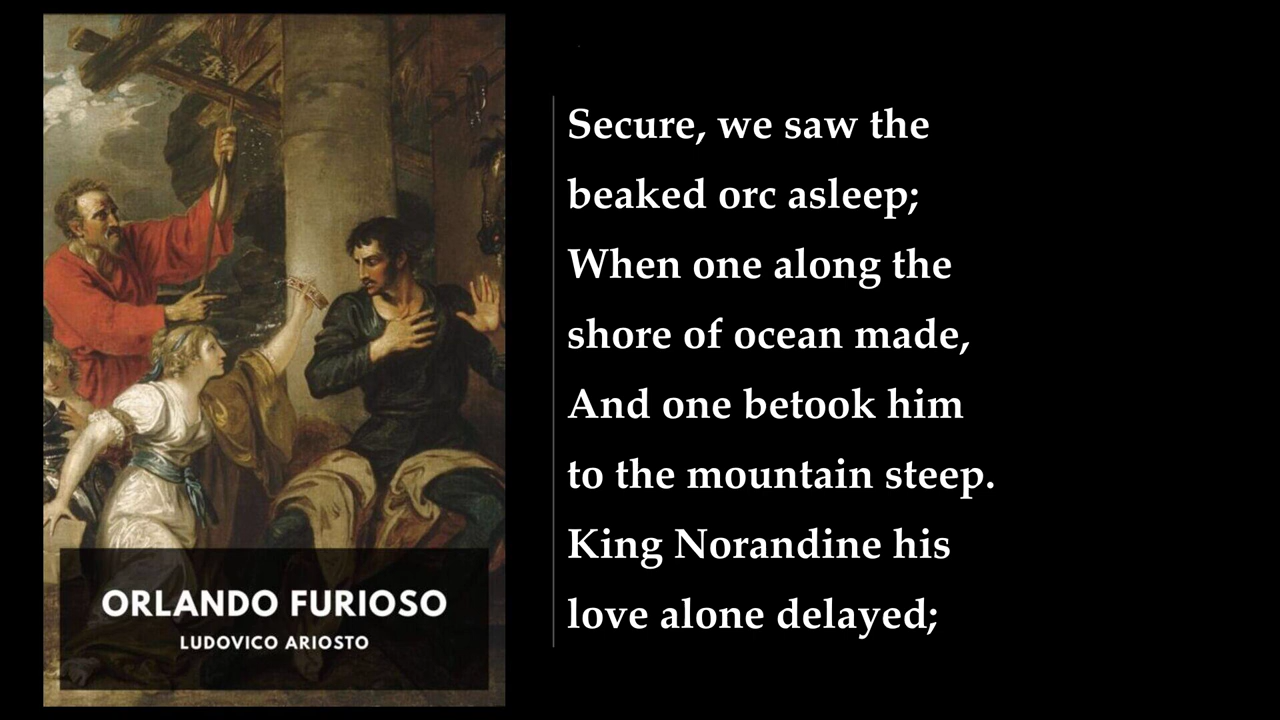 ORLANDO FURIOSO
LUDOVICO ARIOSTO
Secure, we saw the
beaked orc asleep;
When one along the
shore of ocean made,
And one betook him
to the mountain steep.
King Norandine his
love alone delayed;